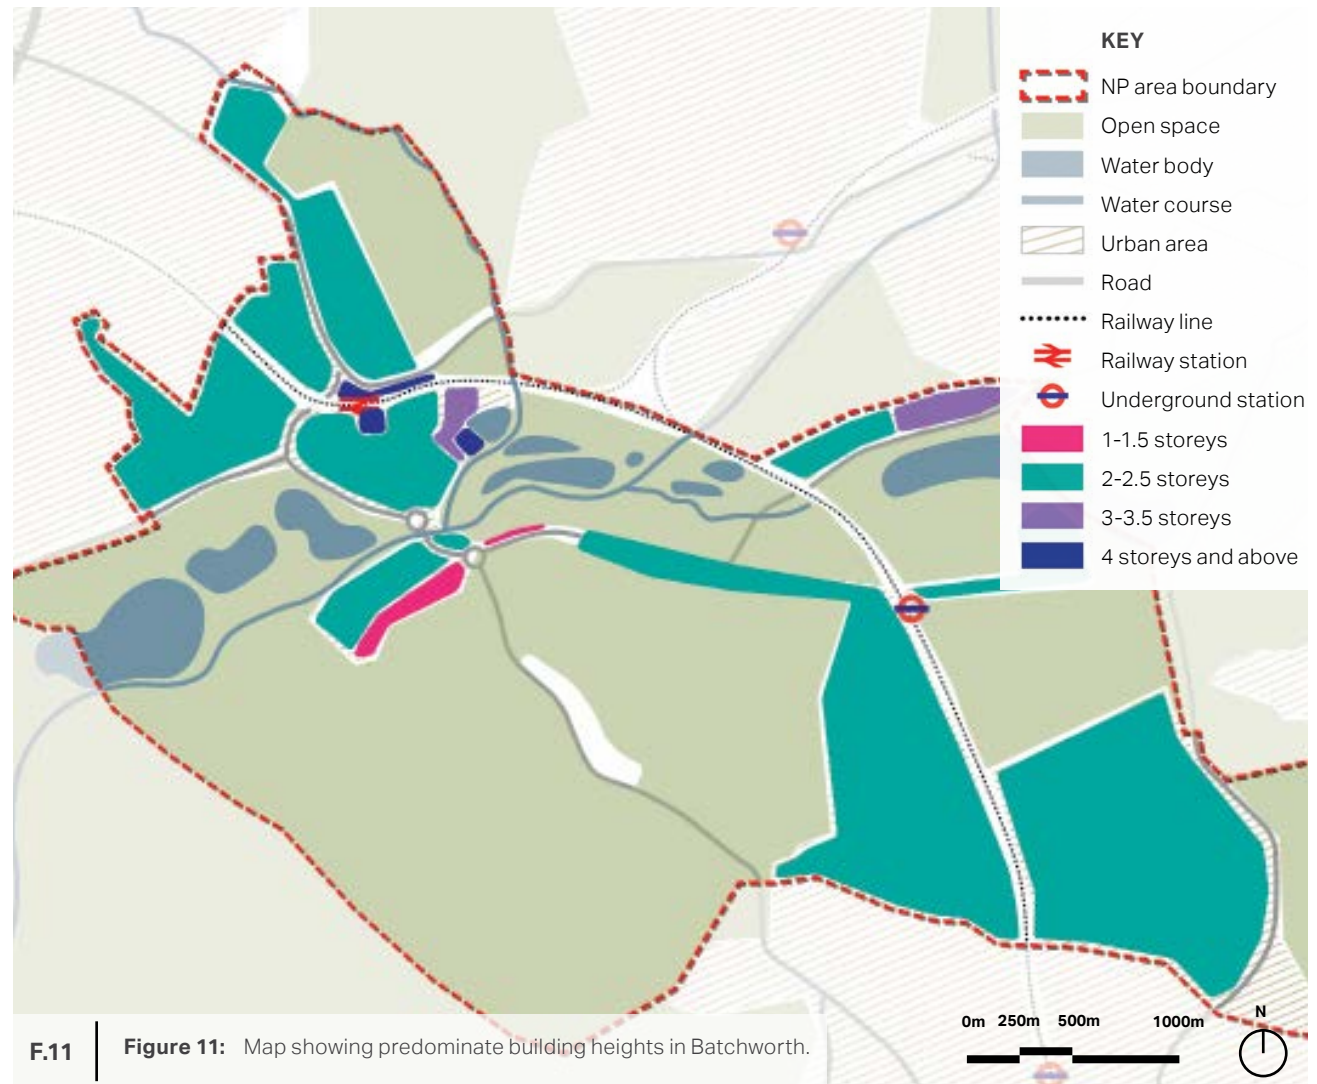 KEY
NP area boundary
Open space
Water body
Water course
Urban area
Road
Railway line
Railway station
Underground station
1-1.5 storeys
2-2.5 storeys
3-3.5 storeys
4 storeys and above
0m 250m 500m 1000m
N
F.11 Figure 11: Map showing predominate building heights in Batchworth.